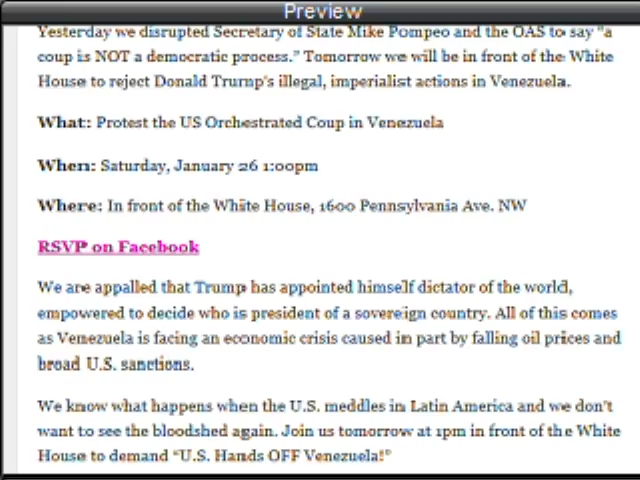 Preview
Yesterday we disrupted Secretary of State Mike Pompeo and the OAS to say "a
coup is NOT a democratic process." Tomorrow we will be in front of the White
House to reject Donald Trump's illegal, imperialist actions in Venezuela.
What: Protest the US Orchestrated Coup in Venezuela
When: Saturday, January 26 1:00pm
Where: In front of the White House, 1600 Pennsylvania Ave. NW
RSVP on Facebook
We are appalled that Trump has appointed himself dictator of the world,
empowered to decide who is president of a sovereign country. All of this comes
as Venezuela is facing an economic crisis caused in part by falling oil prices and
broad U.S. sanctions.
We know what happens when the U.S. meddles in Latin America and we don't
want to see the bloodshed again. Join us tomorrow at 1pm in front of the White
House to demand “U.S. Hands OFF Venezuela!”